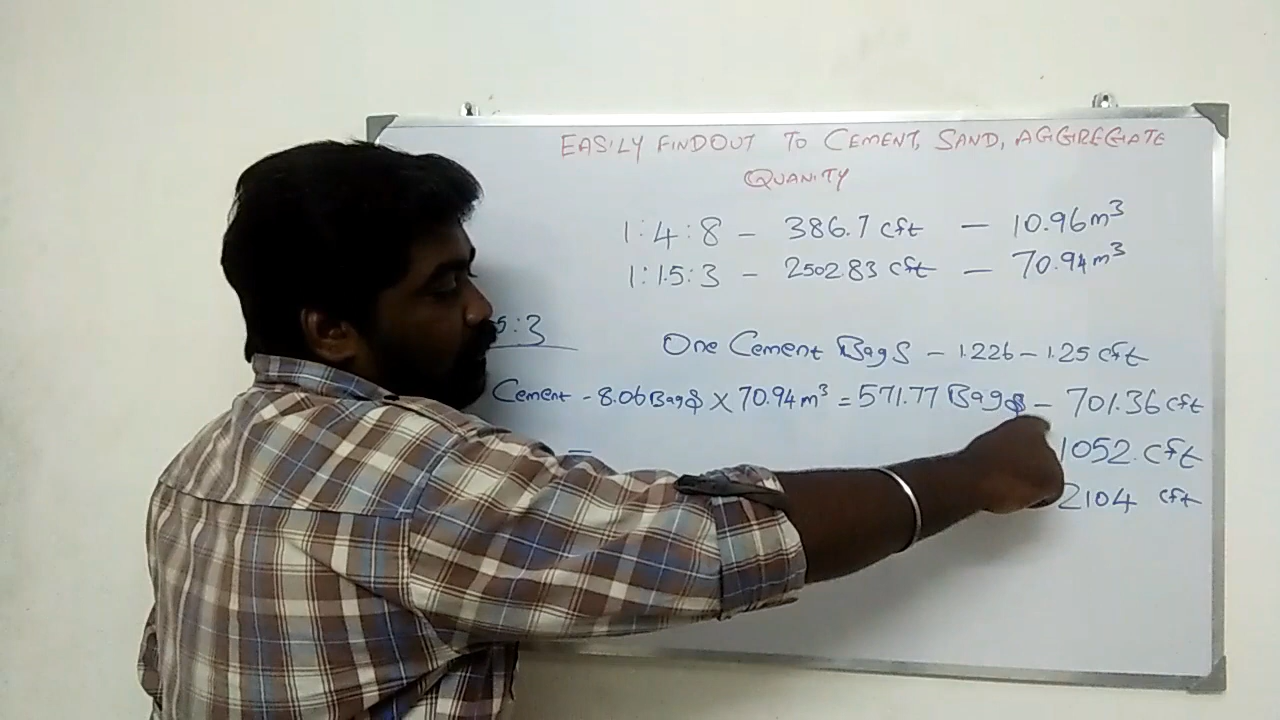 EASILY FINDOUT TO CEMENT, SAND, AGGREGATE
QUANITY
1:4:8 – 386.7 cft – 10.96m³
1:1.5:3 – 2502.83 cft – 70.94m³
5:3
One Cement Bags – 1.226 – 1.25 cft
Cement - 8.06 Bags × 70.94m³ = 571.77 Bags – 701.36 cft
= 1052 cft
2104 cft